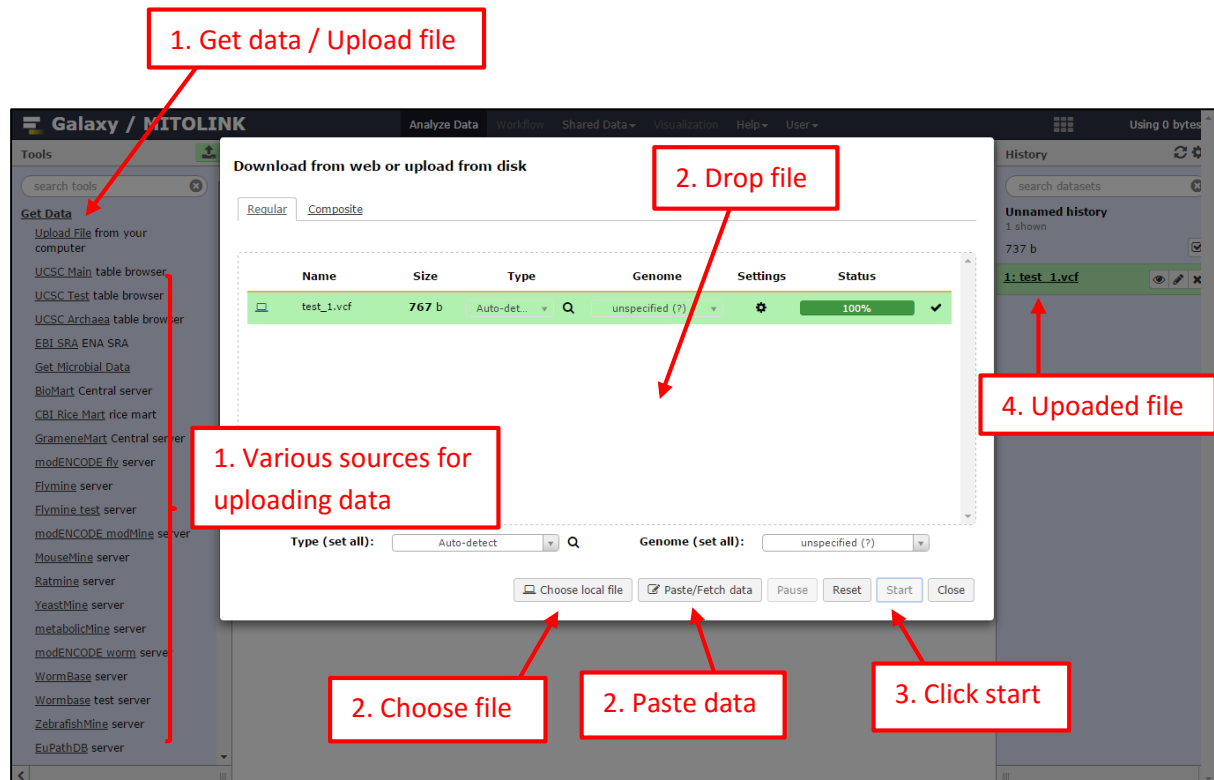 1. Get data / Upload file
Galaxy / MITOLINK
Analyze Data Workflow Shared Data Visualization Help User
Using 0 bytes
Tools
search tools
Get Data
Upload File from your
computer
UCSC Main table browser
UCSC Test table browser
UCSC Archaea table browser
EBI SRA ENA SRA
Get Microbial Data
BioMart Central server
CBI Rice Mart rice mart
GrameneMart Central server
modENCODE fly server
Flymine server
Flymine test server
modENCODE modMine server
MouseMine server
Ratmine server
YeastMine server
metabolicMine server
modENCODE worm server
WormBase server
Wormbase test server
ZebrafishMine server
EuPathDB server
1. Various sources for
uploading data
Download from web or upload from disk
2. Drop file
Regular Composite
Name Size Type Genome Settings Status
test_1.vcf 767 b Auto-det... unspecified (?) 100%
Type (set all): Auto-detect Genome (set all): unspecified (?)
Choose local file Paste/Fetch data Pause Reset Start Close
2. Choose file
2. Paste data
3. Click start
History
search datasets
Unnamed history
1 shown
737 b
1: test_1.vcf
4. Upoaded file